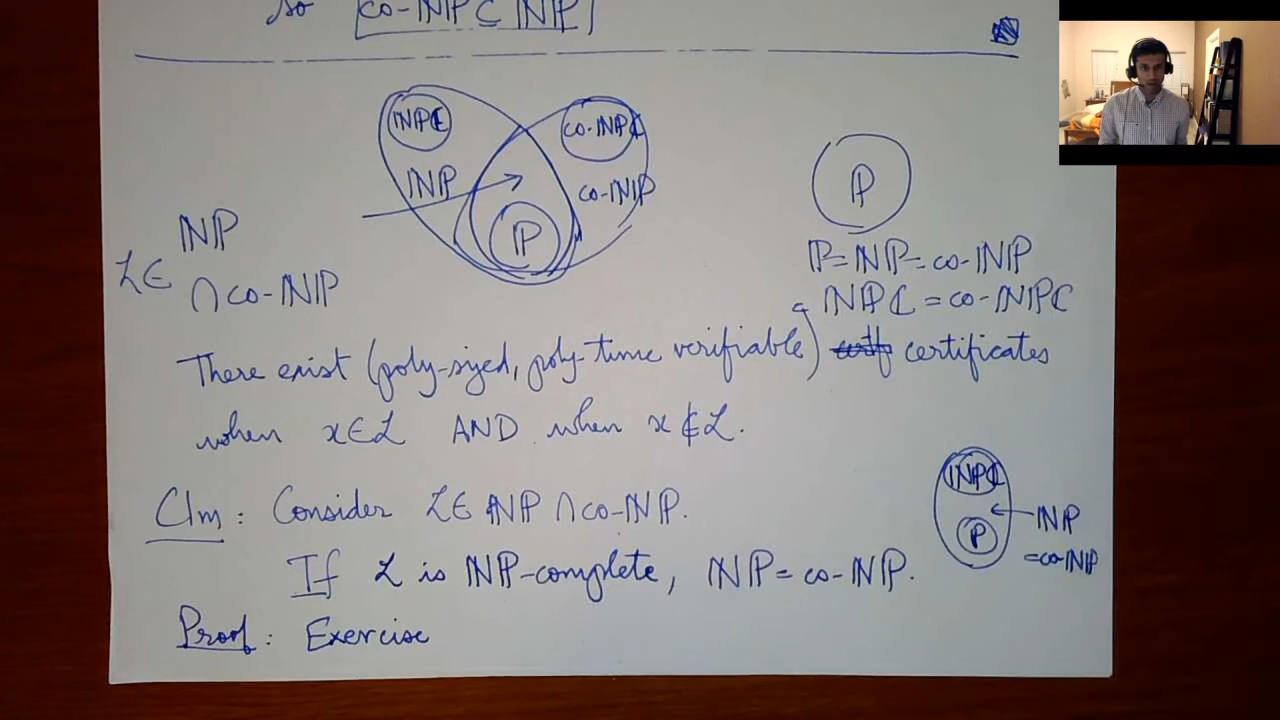 so co-NP ⊆ NP
NPC
co-NPC
NP
co-NP
P
P
P=NP=co-NP
NPC = co-NPC
L∈ NP
∩ co-NP
There exist (poly-sized, poly-time verifiable) certificates
when x∈L AND when x∉L.
Clm: Consider L∈ NP ∩ co-NP.
If L is NP-complete, NP = co-NP.
Proof: Exercise
NPC
P
NP
=co-NP